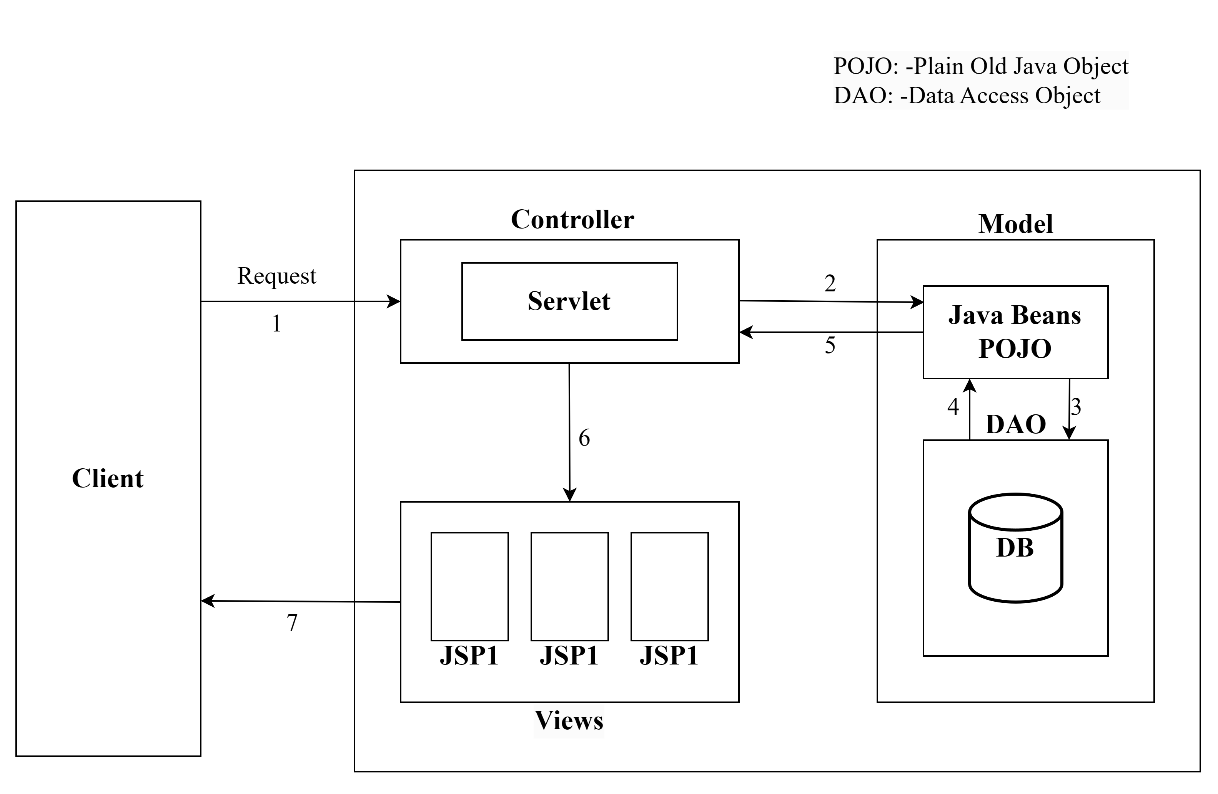 POJO: -Plain Old Java Object
DAO: -Data Access Object
Controller
Model
Request
1
Servlet
2
Java Beans
POJO
5
4
3
DAO
6
Client
DB
7
JSP1
JSP1
JSP1
Views